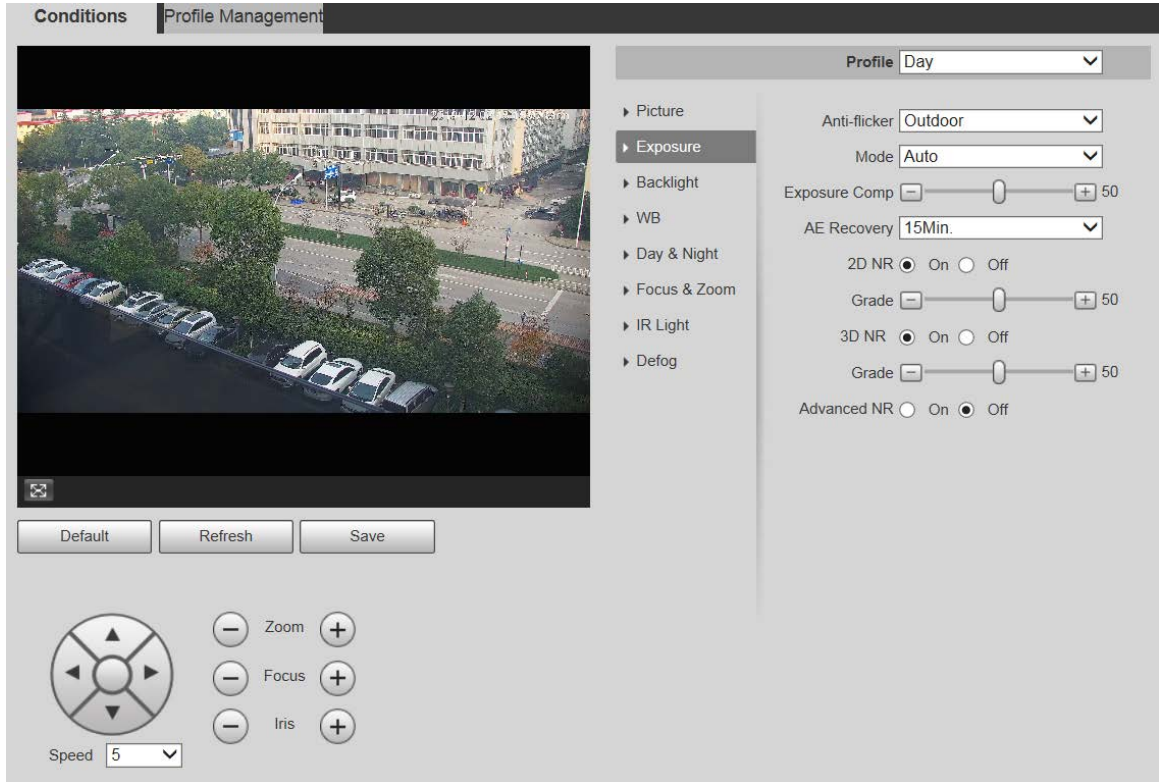 Conditions Profile Management
Profile Day
Picture
Exposure
Backlight
WB
Day & Night
Focus & Zoom
IR Light
Defog
Anti-flicker Outdoor
Mode Auto
Exposure Comp 50
AE Recovery 15Min.
2D NR On Off
Grade 50
3D NR On Off
Grade 50
Advanced NR On Off
Default Refresh Save
Zoom
Focus
Iris
Speed 5